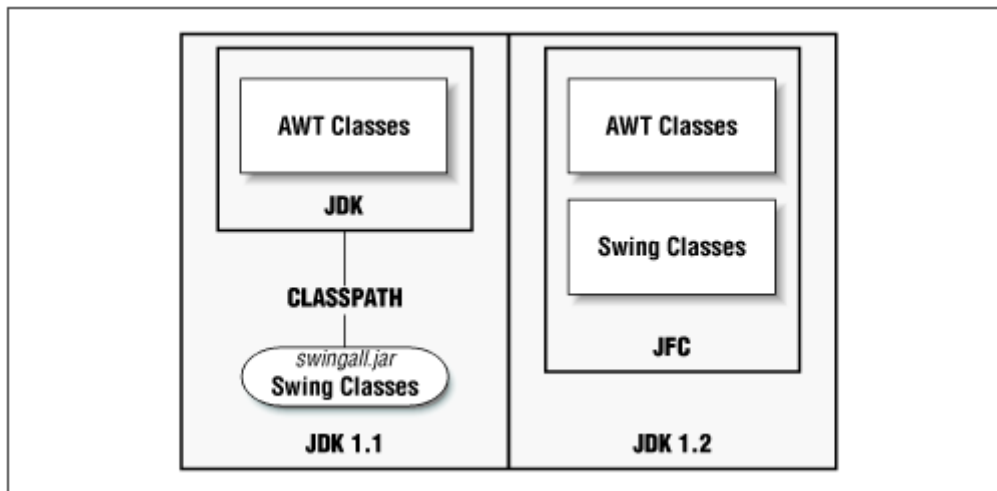 AWT Classes
JDK
CLASSPATH
swingall.jar
Swing Classes
JDK 1.1
AWT Classes
Swing Classes
JFC
JDK 1.2